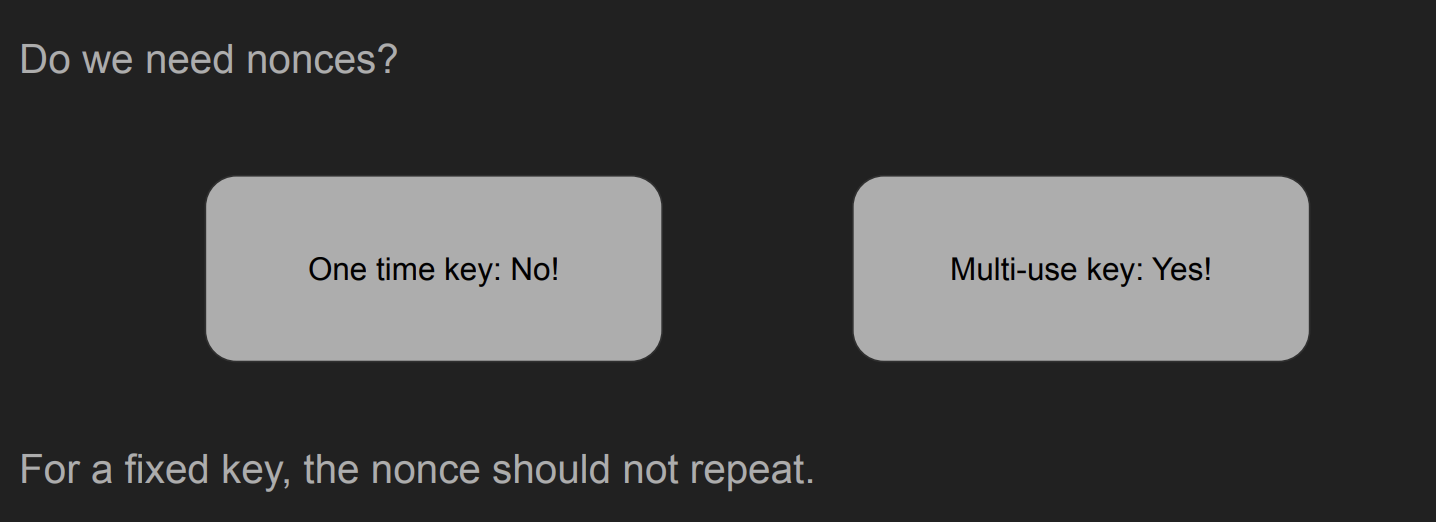 Do we need nonces?
One time key: No!
Multi-use key: Yes!
For a fixed key, the nonce should not repeat.